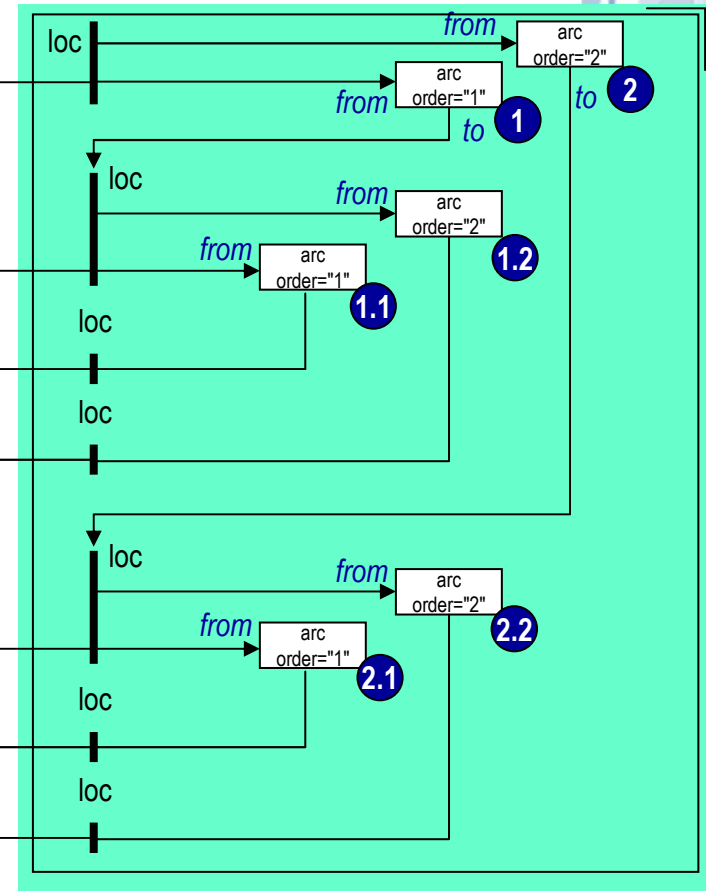 from
arc
order="2"
loc
arc
order="1"
from
to
1
to
2
loc
from
arc
order="2"
1.2
from
arc
order="1"
1.1
loc
loc
loc
from
arc
order="2"
2.2
from
arc
order="1"
2.1
loc
loc